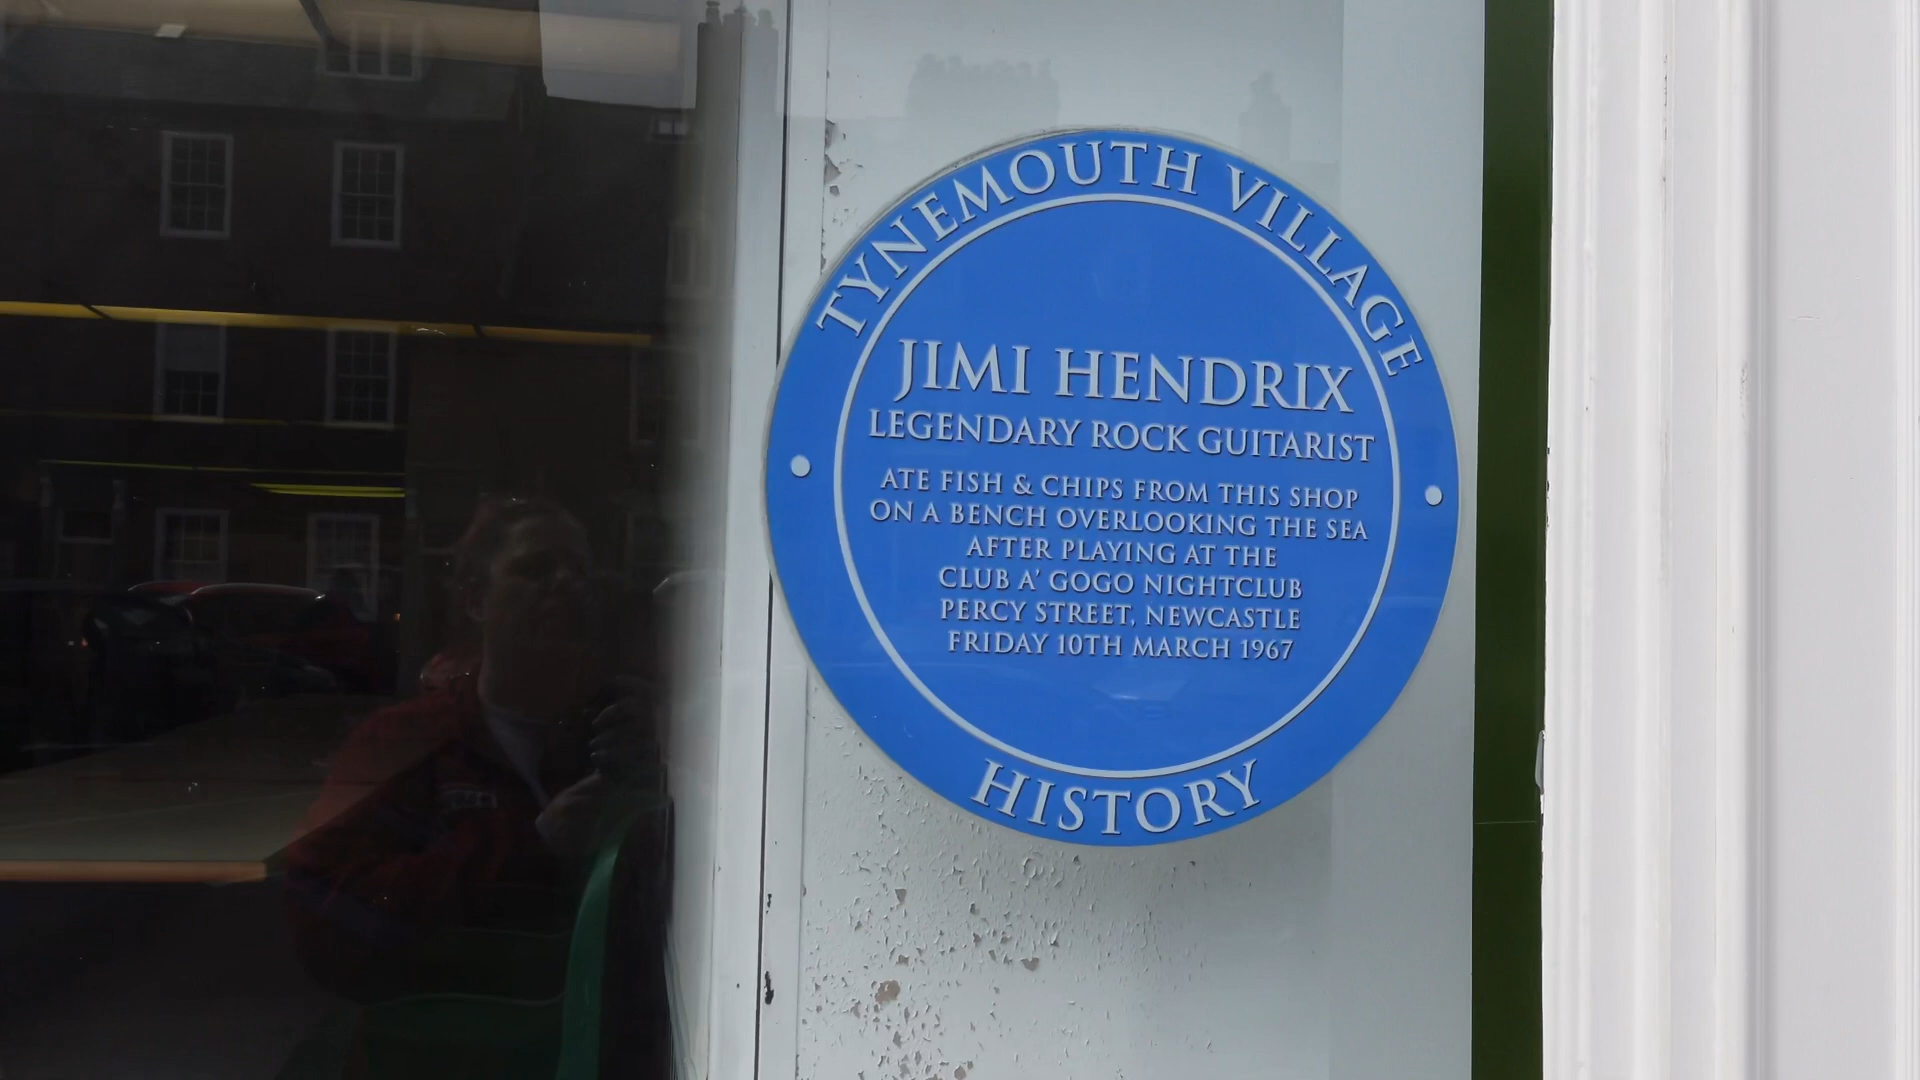 TYNEMOUTH VILLAGE
JIMI HENDRIX
LEGENDARY ROCK GUITARIST
ATE FISH & CHIPS FROM THIS SHOP
ON A BENCH OVERLOOKING THE SEA
AFTER PLAYING AT THE
CLUB A' GOGO NIGHTCLUB
PERCY STREET, NEWCASTLE
FRIDAY 10TH MARCH 1967
HISTORY